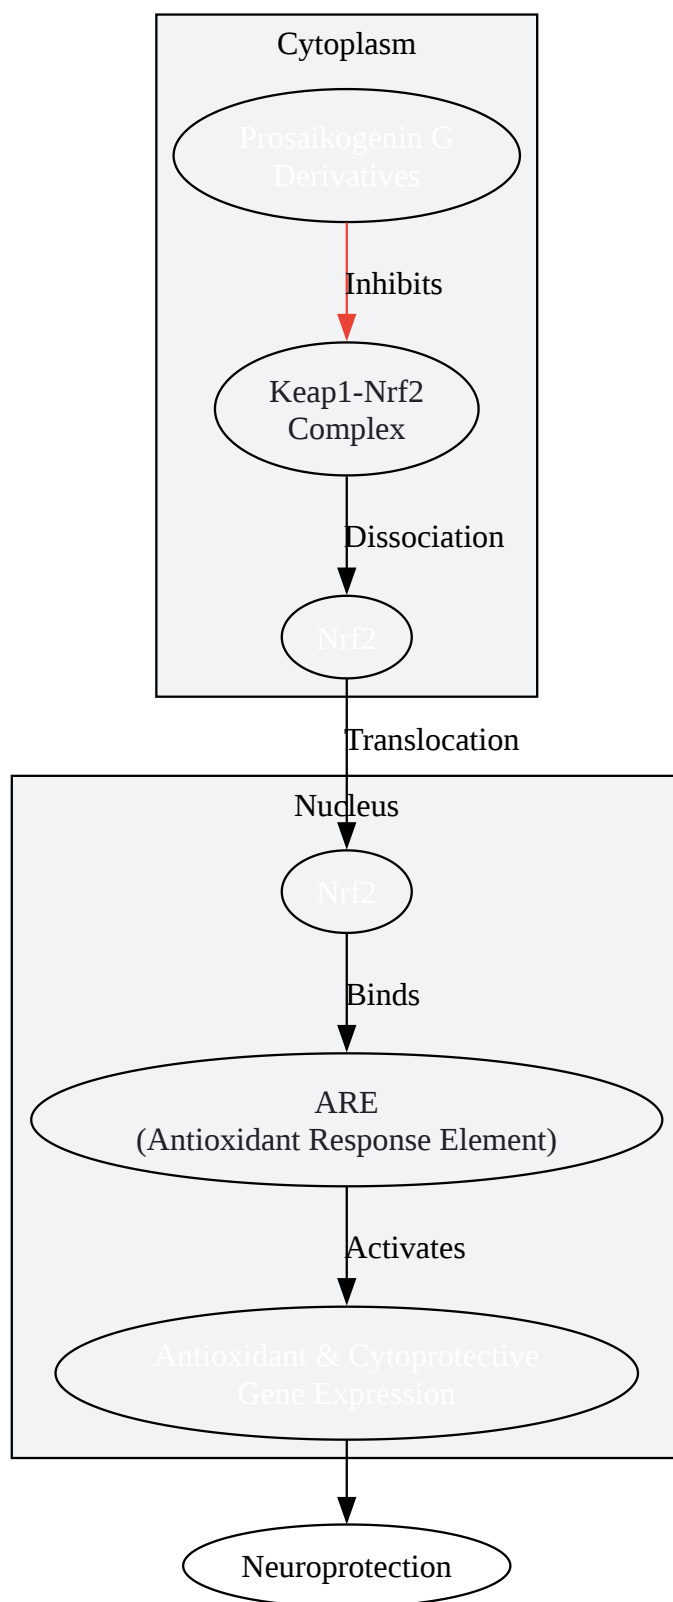 Cytoplasm
Prosaikogenin G
Derivatives
Inhibits
Keap1-Nrf2
Complex
Dissociation
Nrf2
Translocation
Nucleus
Nrf2
Binds
ARE
(Antioxidant Response Element)
Activates
Antioxidant & Cytoprotective
Gene Expression
Neuroprotection